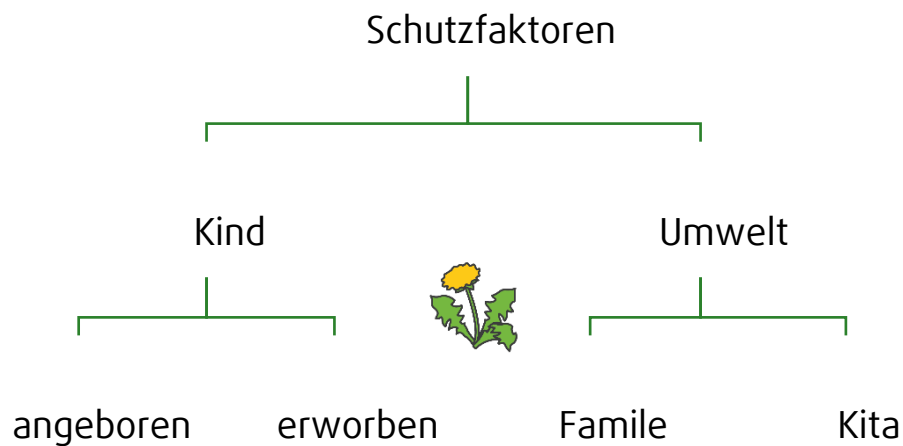 Schutzfaktoren
Kind
Umwelt
angeboren
erworben
Famile
Kita